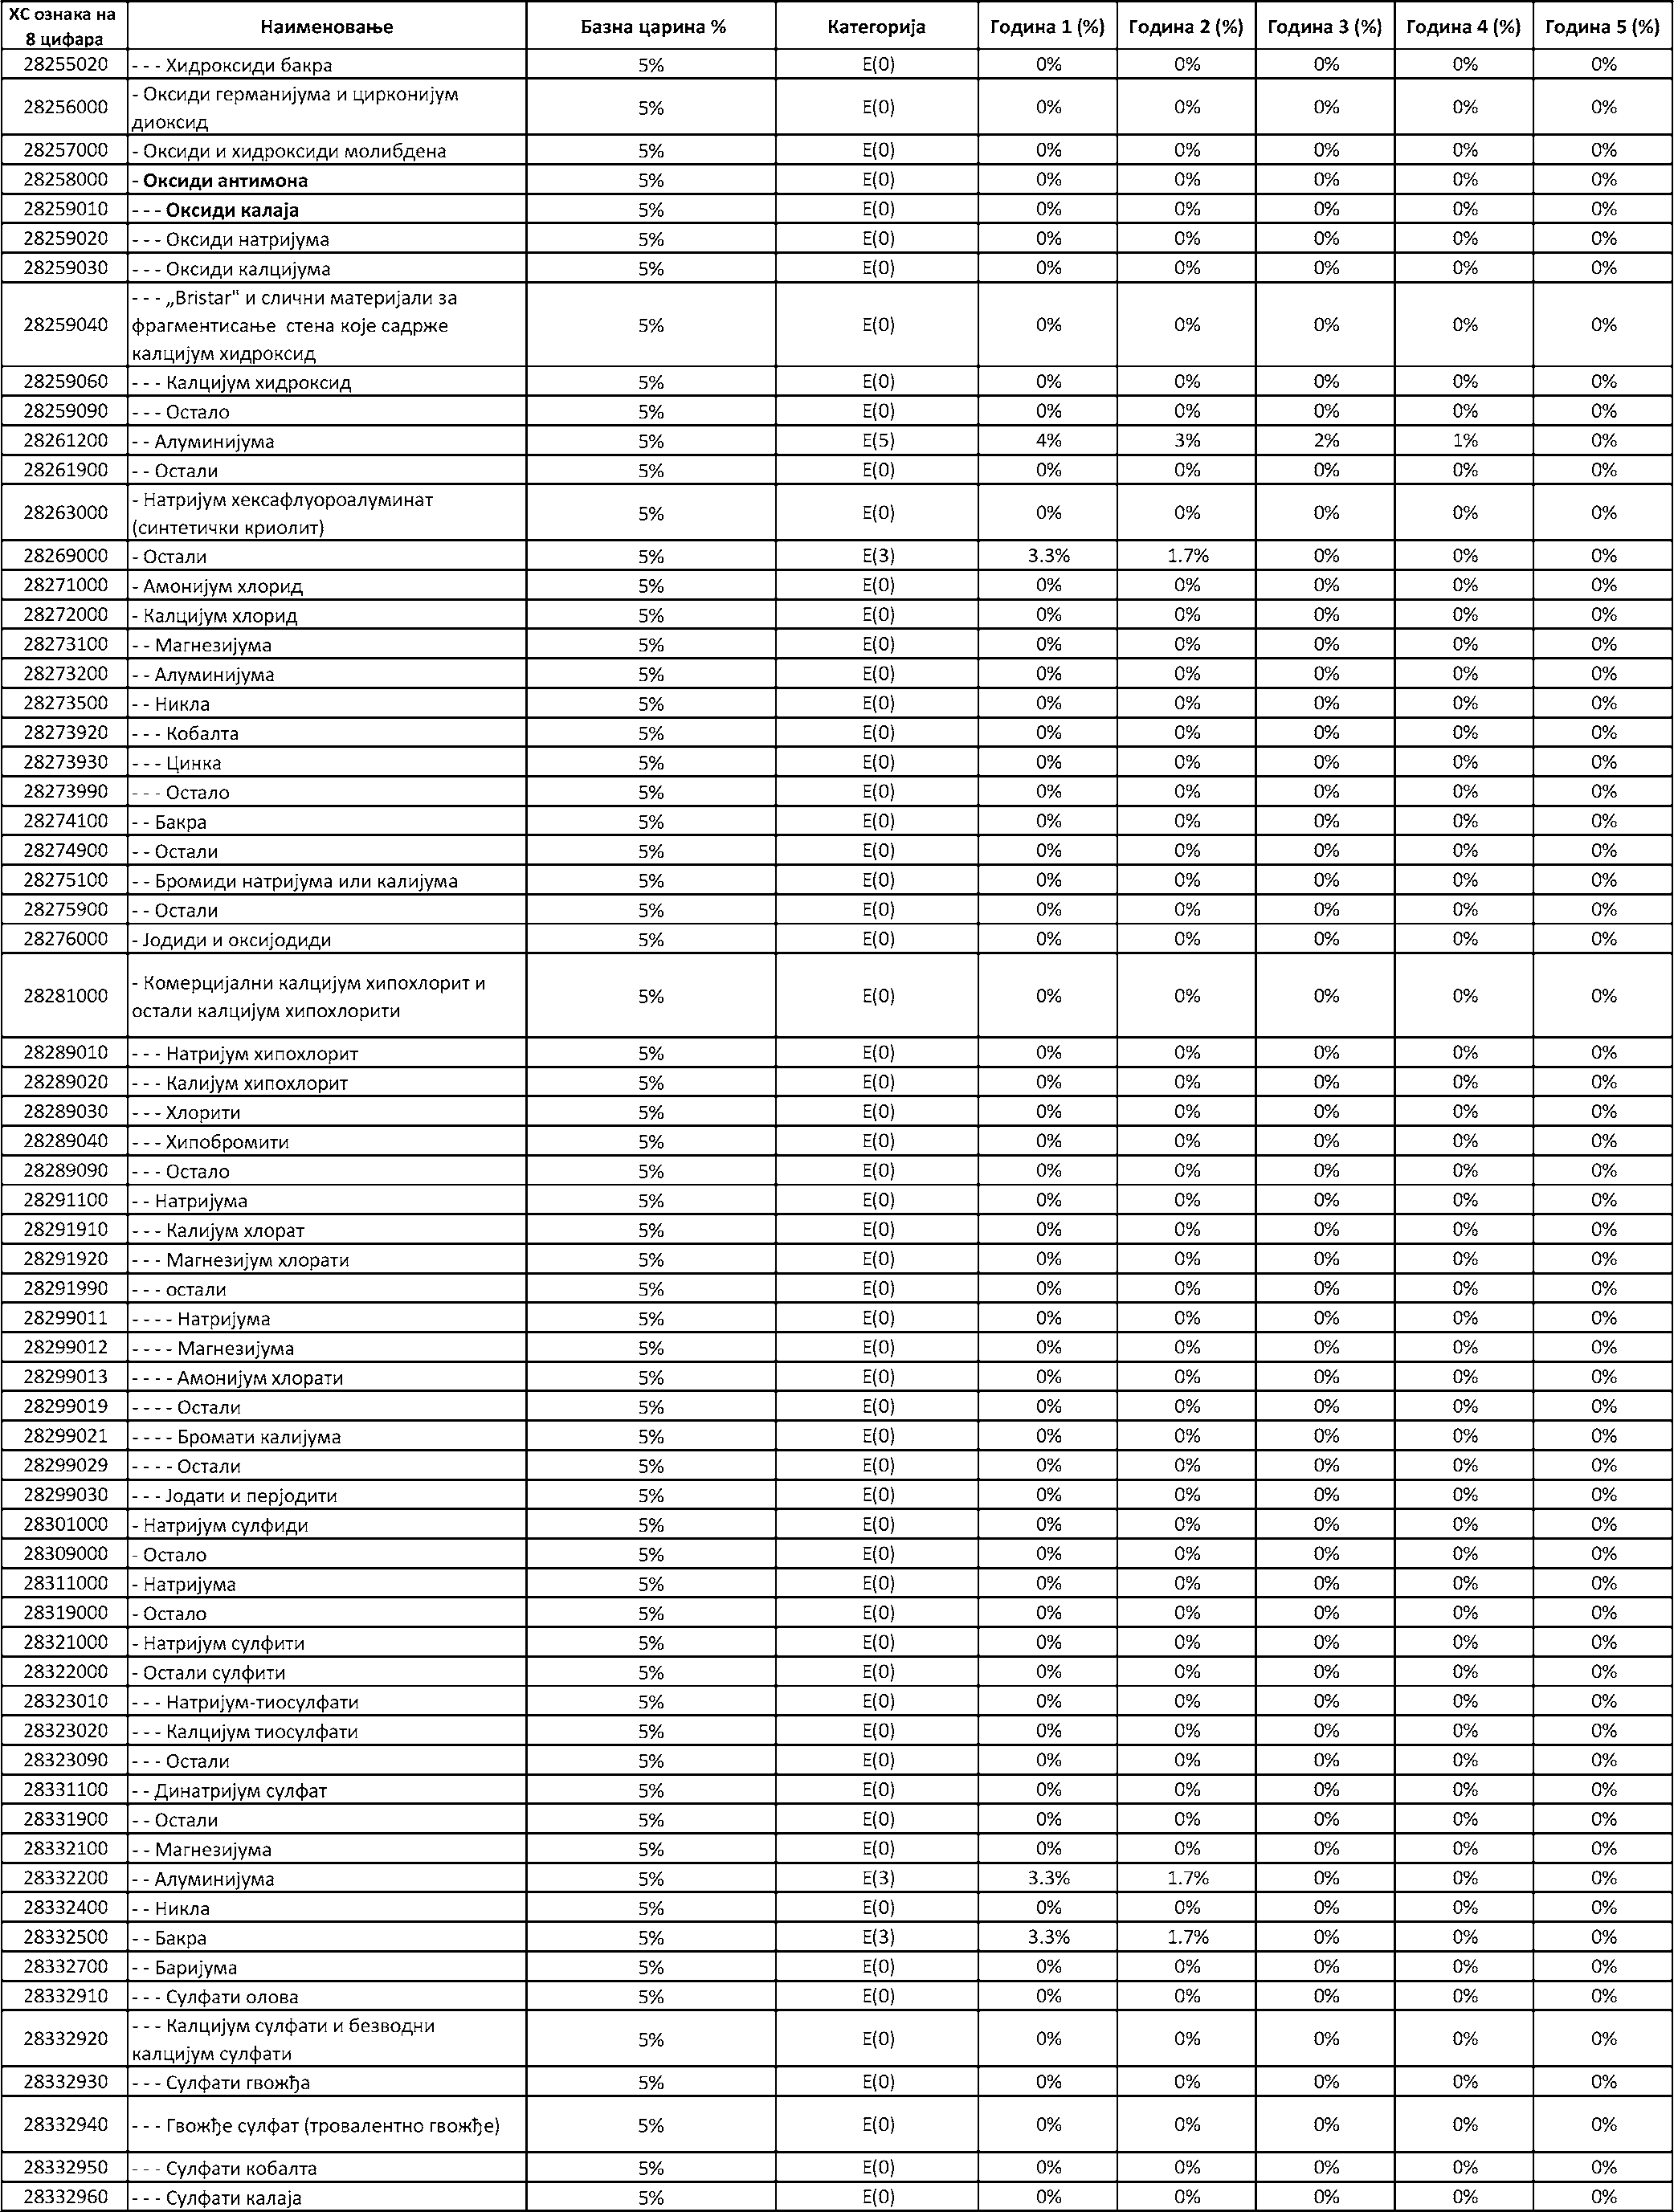 ХС ознака на 8 цифара Наименовање Базна царина % Категорија Година 1 (%) Година 2 (%) Година 3 (%) Година 4 (%) Година 5 (%)
28255020 - - - Хидроксиди бакра 5% E(0) 0% 0% 0% 0% 0%
28256000 - Оксиди германијума и цирконијум диоксид 5% E(0) 0% 0% 0% 0% 0%
28257000 - Оксиди и хидроксиди молибдена 5% E(0) 0% 0% 0% 0% 0%
28258000 - Оксиди антимона 5% E(0) 0% 0% 0% 0% 0%
28259010 - - - Оксиди калаја 5% E(0) 0% 0% 0% 0% 0%
28259020 - - - Оксиди натријума 5% E(0) 0% 0% 0% 0% 0%
28259030 - - - Оксиди калцијума 5% E(0) 0% 0% 0% 0% 0%
28259040 - - - „Bristar" и слични материјали за фрагментисање стена које садрже калцијум хидроксид 5% E(0) 0% 0% 0% 0% 0%
28259060 - - - Калцијум хидроксид 5% E(0) 0% 0% 0% 0% 0%
28259090 - - - Остало 5% E(0) 0% 0% 0% 0% 0%
28261200 - - Алуминијума 5% E(5) 4% 3% 2% 1% 0%
28261900 - - Остали 5% E(0) 0% 0% 0% 0% 0%
28263000 - Натријум хексафлуороалуминат (синтетички криолит) 5% E(0) 0% 0% 0% 0% 0%
28269000 - Остали 5% E(3) 3.3% 1.7% 0% 0% 0%
28271000 - Амонијум хлорид 5% E(0) 0% 0% 0% 0% 0%
28272000 - Калцијум хлорид 5% E(0) 0% 0% 0% 0% 0%
28273100 - - Магнезијума 5% E(0) 0% 0% 0% 0% 0%
28273200 - - Алуминијума 5% E(0) 0% 0% 0% 0% 0%
28273500 - - Никла 5% E(0) 0% 0% 0% 0% 0%
28273920 - - - Кобалта 5% E(0) 0% 0% 0% 0% 0%
28273930 - - - Цинка 5% E(0) 0% 0% 0% 0% 0%
28273990 - - - Остало 5% E(0) 0% 0% 0% 0% 0%
28274100 - - Бакра 5% E(0) 0% 0% 0% 0% 0%
28274900 - - Остали 5% E(0) 0% 0% 0% 0% 0%
28275100 - - Бромиди натријума или калијума 5% E(0) 0% 0% 0% 0% 0%
28275900 - - Остали 5% E(0) 0% 0% 0% 0% 0%
28276000 - Јодиди и оксијодиди 5% E(0) 0% 0% 0% 0% 0%
28281000 - Комерцијални калцијум хипохлорит и остали калцијум хипохлорити 5% E(0) 0% 0% 0% 0% 0%
28289010 - - - Натријум хипохлорит 5% E(0) 0% 0% 0% 0% 0%
28289020 - - - Калијум хипохлорит 5% E(0) 0% 0% 0% 0% 0%
28289030 - - - Хлорити 5% E(0) 0% 0% 0% 0% 0%
28289040 - - - Хипобромити 5% E(0) 0% 0% 0% 0% 0%
28289090 - - - Остало 5% E(0) 0% 0% 0% 0% 0%
28291100 - - Натријума 5% E(0) 0% 0% 0% 0% 0%
28291910 - - - Калијум хлорат 5% E(0) 0% 0% 0% 0% 0%
28291920 - - - Магнезијум хлорати 5% E(0) 0% 0% 0% 0% 0%
28291990 - - - остали 5% E(0) 0% 0% 0% 0% 0%
28299011 - - - - Натријума 5% E(0) 0% 0% 0% 0% 0%
28299012 - - - - Магнезијума 5% E(0) 0% 0% 0% 0% 0%
28299013 - - - - Амонијум хлорати 5% E(0) 0% 0% 0% 0% 0%
28299019 - - - - Остали 5% E(0) 0% 0% 0% 0% 0%
28299021 - - - - Бромати калијума 5% E(0) 0% 0% 0% 0% 0%
28299029 - - - - Остали 5% E(0) 0% 0% 0% 0% 0%
28299030 - - - Јодати и перјодити 5% E(0) 0% 0% 0% 0% 0%
28301000 - Натријум сулфиди 5% E(0) 0% 0% 0% 0% 0%
28309000 - Остало 5% E(0) 0% 0% 0% 0% 0%
28311000 - Натријума 5% E(0) 0% 0% 0% 0% 0%
28319000 - Остало 5% E(0) 0% 0% 0% 0% 0%
28321000 - Натријум сулфити 5% E(0) 0% 0% 0% 0% 0%
28322000 - Остали сулфити 5% E(0) 0% 0% 0% 0% 0%
28323010 - - - Натријум-тиосулфати 5% E(0) 0% 0% 0% 0% 0%
28323020 - - - Калцијум тиосулфати 5% E(0) 0% 0% 0% 0% 0%
28323090 - - - Остали 5% E(0) 0% 0% 0% 0% 0%
28331100 - - Динатријум сулфат 5% E(0) 0% 0% 0% 0% 0%
28331900 - - Остали 5% E(0) 0% 0% 0% 0% 0%
28332100 - - Магнезијума 5% E(0) 0% 0% 0% 0% 0%
28332200 - - Алуминијума 5% E(3) 3.3% 1.7% 0% 0% 0%
28332400 - - Никла 5% E(0) 0% 0% 0% 0% 0%
28332500 - - Бакра 5% E(3) 3.3% 1.7% 0% 0% 0%
28332700 - - Баријума 5% E(0) 0% 0% 0% 0% 0%
28332910 - - - Сулфати олова 5% E(0) 0% 0% 0% 0% 0%
28332920 - - - Калцијум сулфати и безводни калцијум сулфати 5% E(0) 0% 0% 0% 0% 0%
28332930 - - - Сулфати гвожђа 5% E(0) 0% 0% 0% 0% 0%
28332940 - - - Гвожђе сулфат (тровалентно гвожђе) 5% E(0) 0% 0% 0% 0% 0%
28332950 - - - Сулфати кобалта 5% E(0) 0% 0% 0% 0% 0%
28332960 - - - Сулфати калаја 5% E(0) 0% 0% 0% 0% 0%